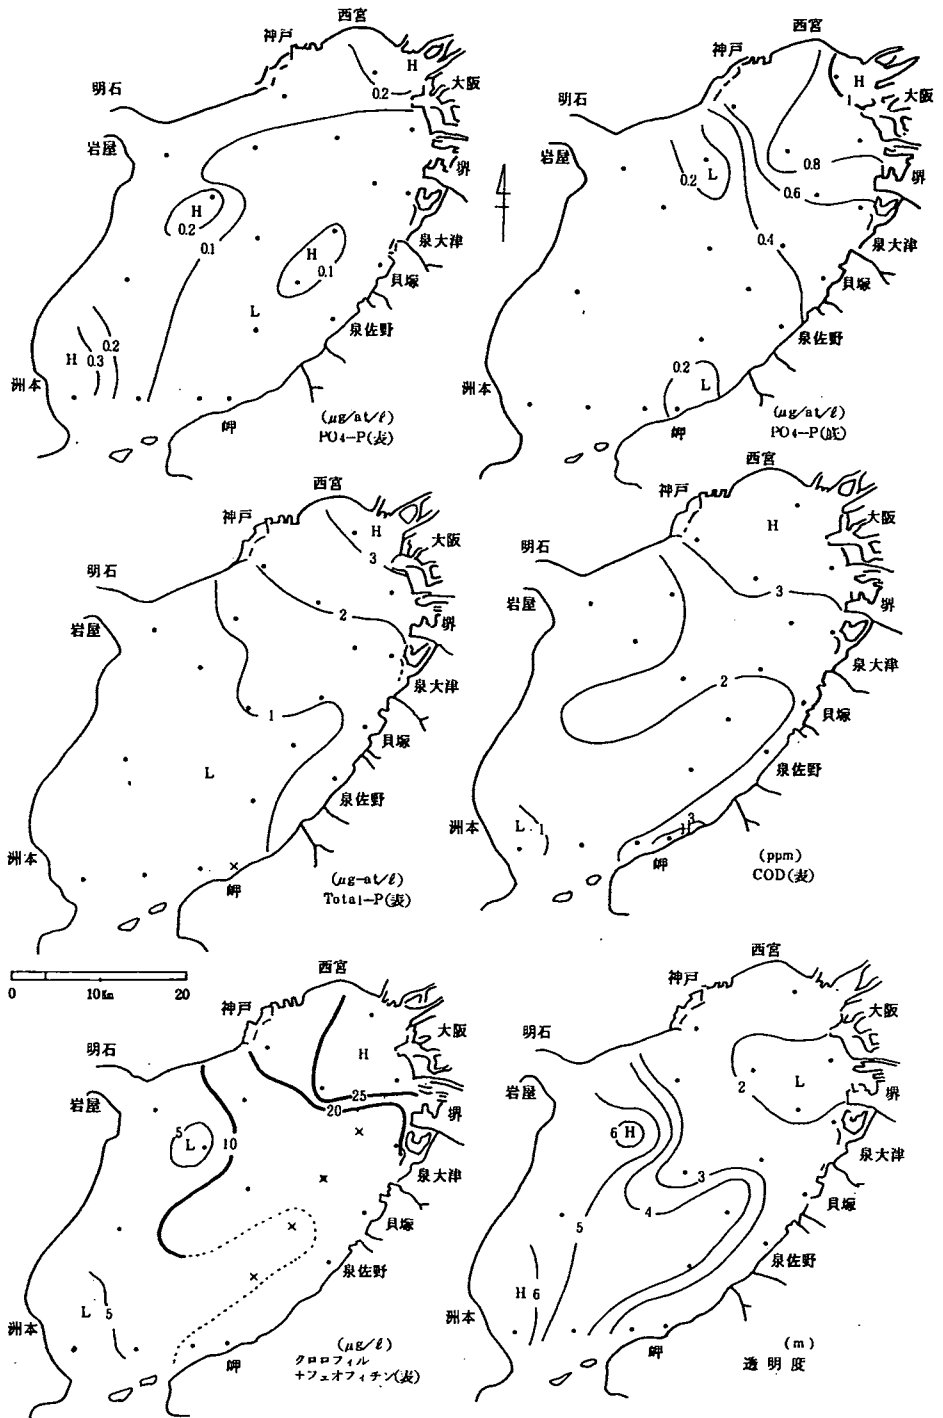 西宮
神戸
H
0.2
大阪
明石
岩屋
堺
H
0.2
0.1
H
0.1
泉大津
貝塚
L
泉佐野
0.2
H 0.3
洲本
岬
(μg/at/ℓ)
PO4-P(表)
西宮
神戸
H
1
大阪
明石
岩屋
0.8
堺
0.2
L
0.6
泉大津
0.4
貝塚
泉佐野
洲本
0.2
L
岬
(μg/at/ℓ)
PO4-P(底)
西宮
神戸
H
大阪
3
明石
岩屋
2
堺
泉大津
1
貝塚
L
泉佐野
洲本
岬
(μg-at/ℓ)
Total-P(表)
西宮
神戸
H
大阪
明石
岩屋
3
堺
泉大津
2
貝塚
泉佐野
洲本
L 1
3
H
岬
(ppm)
COD(表)
0 10Km 20
西宮
神戸
大阪
明石
H
岩屋
25
20
堺
5
L
10
泉大津
貝塚
泉佐野
L 5
洲本
岬
(μg/ℓ)
クロロフィル
+フェオフィチン(表)
西宮
神戸
大阪
明石
2
L
岩屋
堺
6 H
3
泉大津
4
5
貝塚
泉佐野
H 6
洲本
岬
(m)
透明度